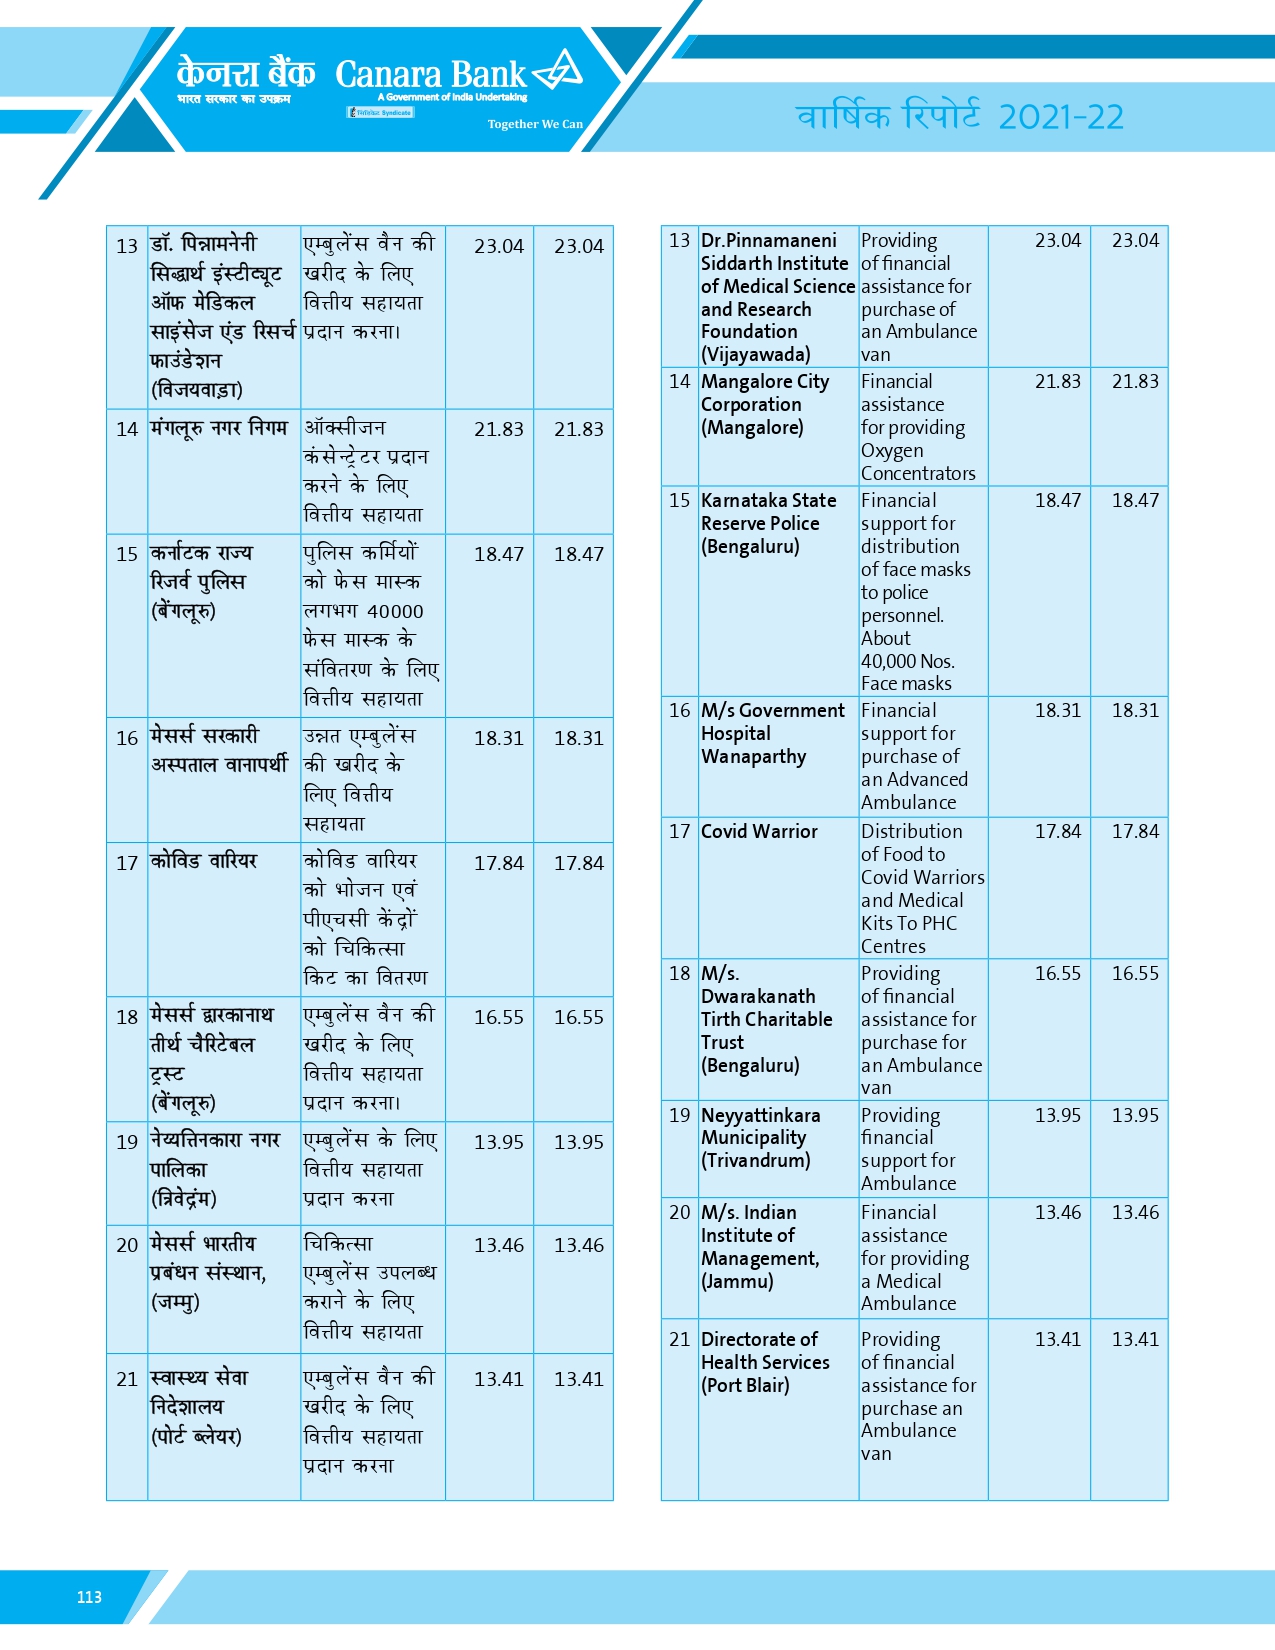 केनरा बैंक Canara Bank
भारत सरकार का उपक्रम
A Government of India Undertaking
सिंडिकेट Syndicate
Together We Can
वार्षिक रिपोर्ट 2021-22
13 डॉ. पिन्नामनेनी एम्बुलेंस वैन की 23.04 23.04
सिद्धार्थ इंस्टीट्यूट खरीद के लिए
ऑफ मेडिकल वित्तीय सहायता
साइंसेज एंड रिसर्च प्रदान करना।
फाउंडेशन
(विजयवाड़ा)
14 मंगलूरु नगर निगम ऑक्सीजन 21.83 21.83
कंसेन्ट्रेटर प्रदान
करने के लिए
वित्तीय सहायता
15 कर्नाटक राज्य पुलिस कर्मियों 18.47 18.47
रिजर्व पुलिस को फेस मास्क
(बेंगलूरु) लगभग 40000
फेस मास्क के
संवितरण के लिए
वित्तीय सहायता
16 मेसर्स सरकारी उन्नत एम्बुलेंस 18.31 18.31
अस्पताल वानापर्थी की खरीद के
लिए वित्तीय
सहायता
17 कोविड वारियर कोविड वारियर 17.84 17.84
को भोजन एवं
पीएचसी केंद्रों
को चिकित्सा
किट का वितरण
18 मेसर्स द्वारकानाथ एम्बुलेंस वैन की 16.55 16.55
तीर्थ चैरिटेबल खरीद के लिए
ट्रस्ट वित्तीय सहायता
(बेंगलूरु) प्रदान करना।
19 नेय्यत्तिनकारा नगर एम्बुलेंस के लिए 13.95 13.95
पालिका वित्तीय सहायता
(त्रिवेद्रंम) प्रदान करना
20 मेसर्स भारतीय चिकित्सा 13.46 13.46
प्रबंधन संस्थान, एम्बुलेंस उपलब्ध
(जम्मु) कराने के लिए
वित्तीय सहायता
21 स्वास्थ्य सेवा एम्बुलेंस वैन की 13.41 13.41
निदेशालय खरीद के लिए
(पोर्ट ब्लेयर) वित्तीय सहायता
प्रदान करना
13 Dr.Pinnamaneni Providing 23.04 23.04
Siddarth Institute of financial
of Medical Science assistance for
and Research purchase of
Foundation an Ambulance
(Vijayawada) van
14 Mangalore City Financial 21.83 21.83
Corporation assistance
(Mangalore) for providing
Oxygen
Concentrators
15 Karnataka State Financial 18.47 18.47
Reserve Police support for
(Bengaluru) distribution
of face masks
to police
personnel.
About
40,000 Nos.
Face masks
16 M/s Government Financial 18.31 18.31
Hospital support for
Wanaparthy purchase of
an Advanced
Ambulance
17 Covid Warrior Distribution 17.84 17.84
of Food to
Covid Warriors
and Medical
Kits To PHC
Centres
18 M/s. Providing 16.55 16.55
Dwarakanath of financial
Tirth Charitable assistance for
Trust purchase for
(Bengaluru) an Ambulance
van
19 Neyyattinkara Providing 13.95 13.95
Municipality financial
(Trivandrum) support for
Ambulance
20 M/s. Indian Financial 13.46 13.46
Institute of assistance
Management, for providing
(Jammu) a Medical
Ambulance
21 Directorate of Providing 13.41 13.41
Health Services of financial
(Port Blair) assistance for
purchase an
Ambulance
van
113